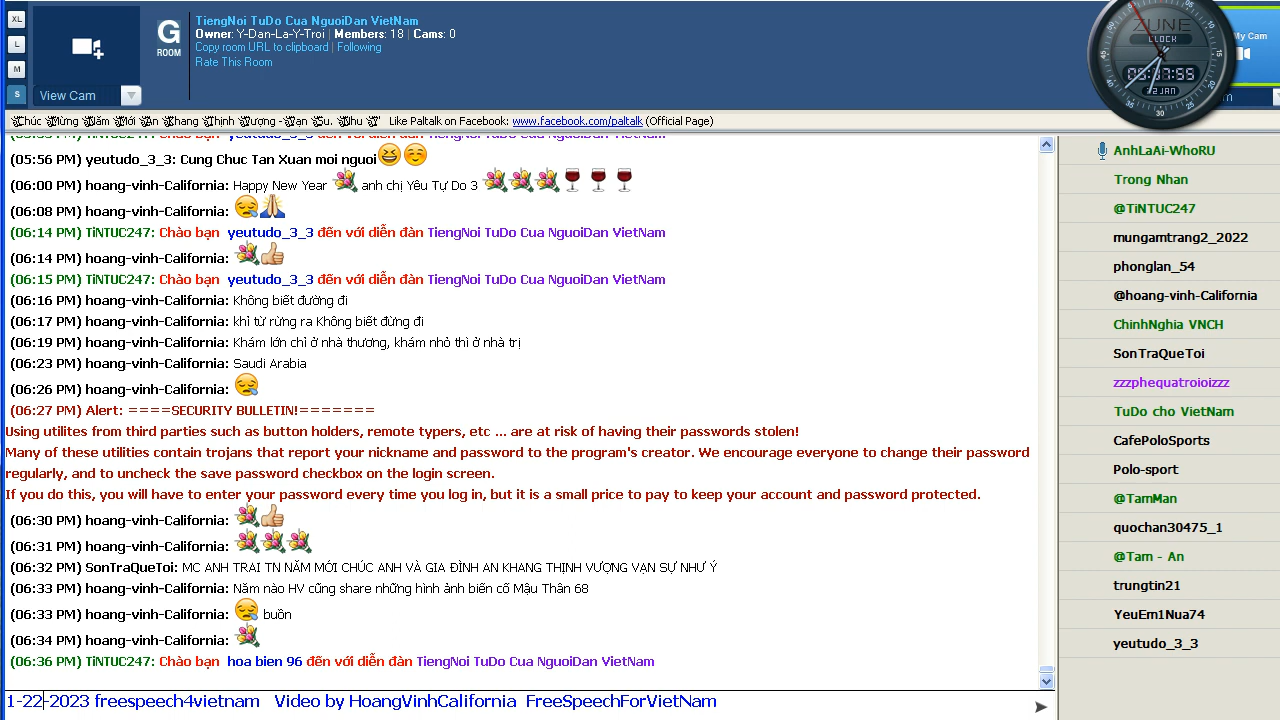 XL
L
M
S
View Cam
G
ROOM
TiengNoi TuDo Cua NguoiDan VietNam
Owner: Y-Dan-La-Y-Troi | Members: 18 | Cams: 0
Copy room URL to clipboard | Following
Rate This Room
ZUNE
CLOCK
22 JAN
My Cam
Like Paltalk on Facebook: www.facebook.com/paltalk (Official Page)
yeutudo_3_3 đến với diễn đàn TiengNoi TuDo Cua NguoiDan VietNam
(05:56 PM) yeutudo_3_3: Cung Chuc Tan Xuan moi nguoi
(06:00 PM) hoang-vinh-California: Happy New Year anh chị Yêu Tự Do 3
(06:08 PM) hoang-vinh-California:
(06:14 PM) TiNTUC247: Chào bạn yeutudo_3_3 đến với diễn đàn TiengNoi TuDo Cua NguoiDan VietNam
(06:14 PM) hoang-vinh-California:
(06:15 PM) TiNTUC247: Chào bạn yeutudo_3_3 đến với diễn đàn TiengNoi TuDo Cua NguoiDan VietNam
(06:16 PM) hoang-vinh-California: Không biết đường đi
(06:17 PM) hoang-vinh-California: khỉ từ rừng ra Không biết đừng đi
(06:19 PM) hoang-vinh-California: Khám lớn chỉ ở nhà thương, khám nhỏ thì ở nhà trị
(06:23 PM) hoang-vinh-California: Saudi Arabia
(06:26 PM) hoang-vinh-California:
(06:27 PM) Alert: ====SECURITY BULLETIN!=======
Using utilites from third parties such as button holders, remote typers, etc ... are at risk of having their passwords stolen!
Many of these utilities contain trojans that report your nickname and password to the program's creator. We encourage everyone to change their password
regularly, and to uncheck the save password checkbox on the login screen.
If you do this, you will have to enter your password every time you log in, but it is a small price to pay to keep your account and password protected.
(06:30 PM) hoang-vinh-California:
(06:31 PM) hoang-vinh-California:
(06:32 PM) SonTraQueToi: MC ANH TRAI TN NĂM MỚI CHÚC ANH VÀ GIA ĐÌNH AN KHANG THỊNH VƯỢNG VẠN SỰ NHƯ Ý
(06:33 PM) hoang-vinh-California: Năm nào HV cũng share những hình ảnh biến cố Mậu Thân 68
(06:33 PM) hoang-vinh-California: buồn
(06:34 PM) hoang-vinh-California:
(06:36 PM) TiNTUC247: Chào bạn hoa bien 96 đến với diễn đàn TiengNoi TuDo Cua NguoiDan VietNam
1-22-2023 freespeech4vietnam Video by HoangVinhCalifornia FreeSpeechForVietNam
AnhLaAi-WhoRU
Trong Nhan
@TiNTUC247
mungamtrang2_2022
phonglan_54
@hoang-vinh-California
ChinhNghia VNCH
SonTraQueToi
zzzphequatroioizzz
TuDo cho VietNam
CafePoloSports
Polo-sport
@TamMan
quochan30475_1
@Tam - An
trungtin21
YeuEm1Nua74
yeutudo_3_3